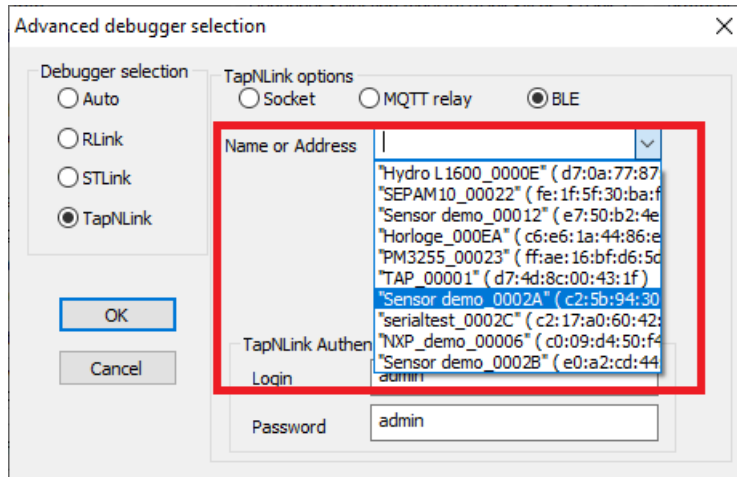 Advanced debugger selection
Debugger selection
Auto
RLink
STLink
TapNLink
OK
Cancel
TapNLink options
Socket MQTT relay BLE
Name or Address
"Hydro L1600_0000E" ( d7:0a:77:87
"SEPAM10_00022" ( fe:1f:5f:30:ba:f
"Sensor demo_00012" ( e7:50:b2:4e
"Horloge_000EA" ( c6:e6:1a:44:86:e
"PM3255_00023" ( ff:ae:16:bf:d6:5c
"TAP_00001" ( d7:4d:8c:00:43:1f )
"Sensor demo_0002A" ( c2:5b:94:30
"serialtest_0002C" ( c2:17:a0:60:42:
"NXP_demo_00006" ( c0:09:d4:50:f4
"Sensor demo_0002B" ( e0:a2:cd:44
TapNLink Authen
Login admin
Password admin